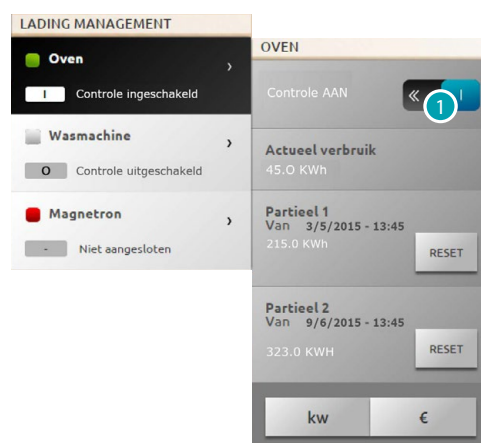 LADING MANAGEMENT
Oven
I Controle ingeschakeld
Wasmachine
O Controle uitgeschakeld
Magnetron
- Niet aangesloten
OVEN
Controle AAN
« 1 I
Actueel verbruik
45.O KWh
Partieel 1
Van 3/5/2015 - 13:45
215.0 KWh
RESET
Partieel 2
Van 9/6/2015 - 13:45
323.0 KWH
RESET
kw €